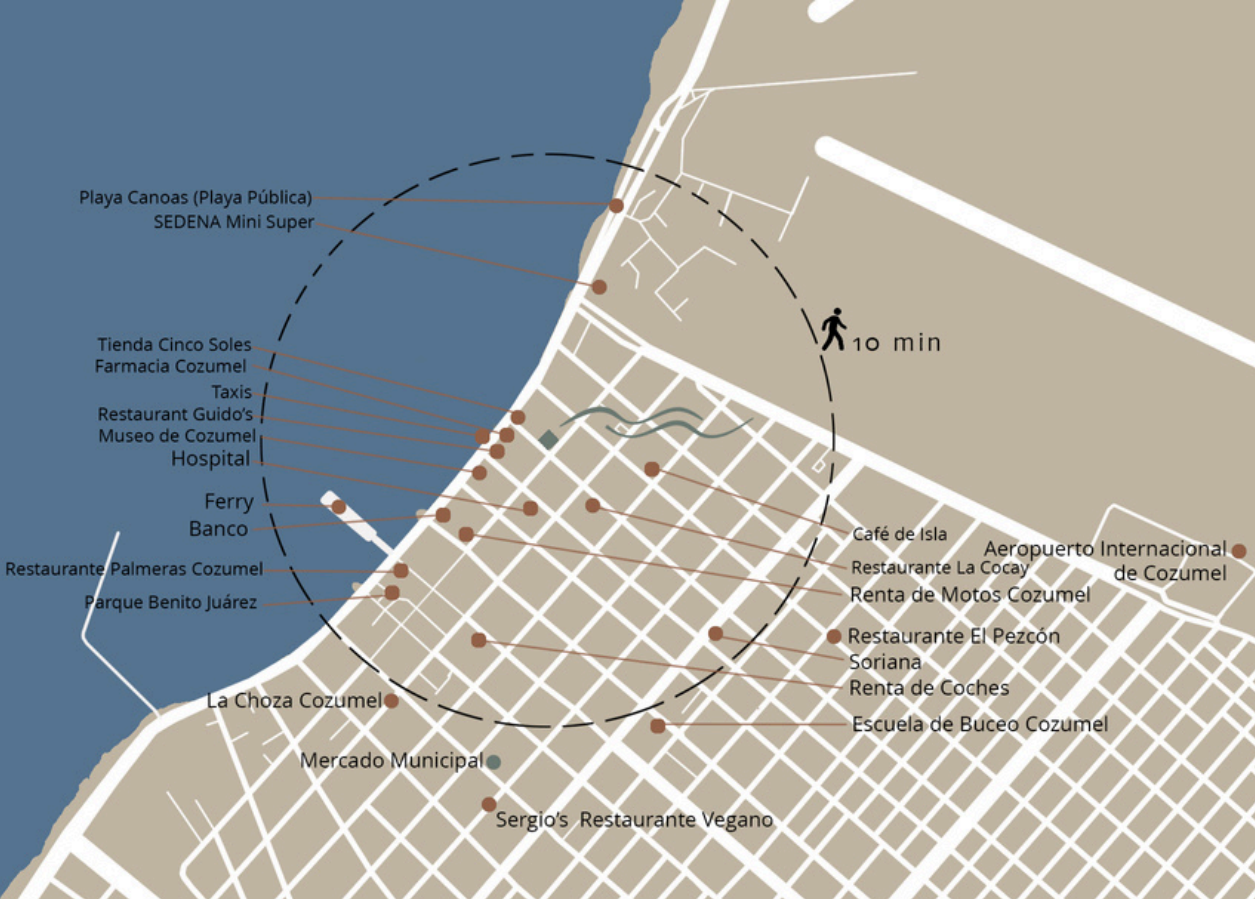 Playa Canoas (Playa Pública)
SEDENA Mini Super
10 min
Tienda Cinco Soles
Farmacia Cozumel
Taxis
Restaurant Guido's
Museo de Cozumel
Hospital
Ferry
Banco
Restaurante Palmeras Cozumel
Parque Benito Juárez
Café de Isla
Restaurante La Cocay
Renta de Motos Cozumel
Aeropuerto Internacional
de Cozumel
Restaurante El Pezcón
Soriana
Renta de Coches
Escuela de Buceo Cozumel
La Choza Cozumel
Mercado Municipal
Sergio's Restaurante Vegano